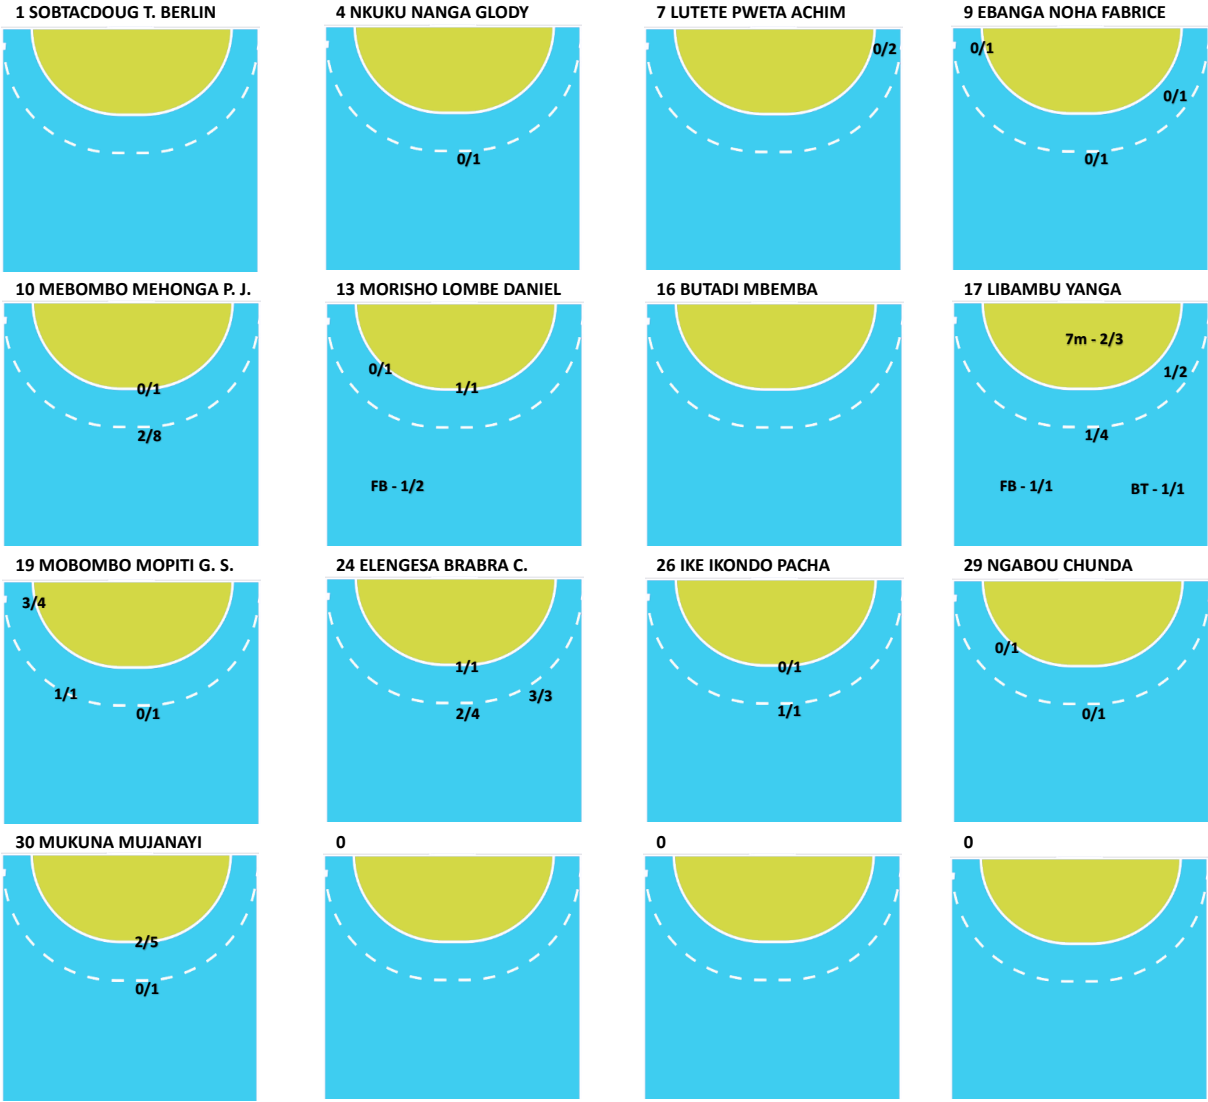 1 SOBTACDOUG T. BERLIN
4 NKUKU NANGA GLODY
0/1
7 LUTETE PWETA ACHIM
0/2
9 EBANGA NOHA FABRICE
0/1
0/1
0/1
10 MEBOMBO MEHONGA P. J.
0/1
2/8
13 MORISHO LOMBE DANIEL
0/1
1/1
FB - 1/2
16 BUTADI MBEMBA
17 LIBAMBU YANGA
7m - 2/3
1/2
1/4
FB - 1/1
BT - 1/1
19 MOBOMBO MOPITI G. S.
3/4
1/1
0/1
24 ELENGESA BRABRA C.
1/1
3/3
2/4
26 IKE IKONDO PACHA
0/1
1/1
29 NGABOU CHUNDA
0/1
0/1
30 MUKUNA MUJANAYI
2/5
0/1
0
0
0